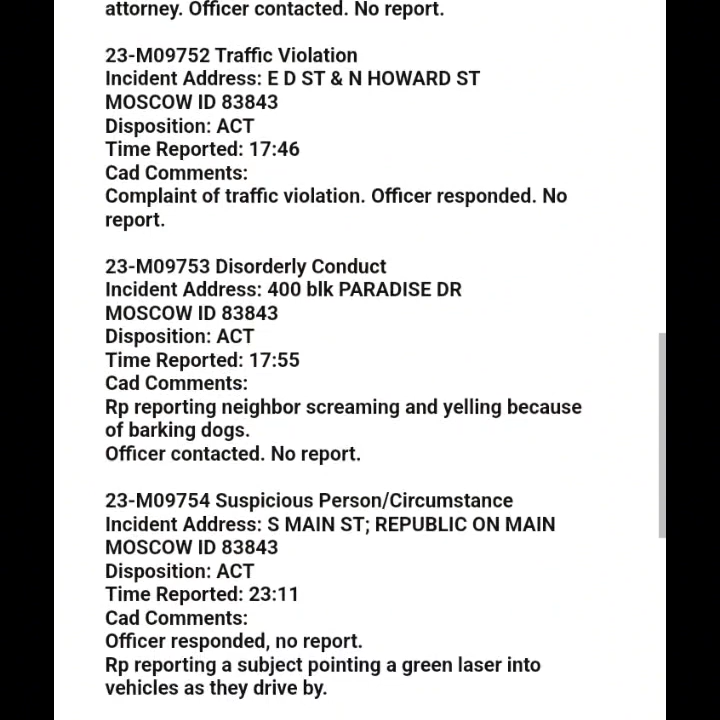 attorney. Officer contacted. No report.
23-M09752 Traffic Violation
Incident Address: E D ST & N HOWARD ST
MOSCOW ID 83843
Disposition: ACT
Time Reported: 17:46
Cad Comments:
Complaint of traffic violation. Officer responded. No
report.
23-M09753 Disorderly Conduct
Incident Address: 400 blk PARADISE DR
MOSCOW ID 83843
Disposition: ACT
Time Reported: 17:55
Cad Comments:
Rp reporting neighbor screaming and yelling because
of barking dogs.
Officer contacted. No report.
23-M09754 Suspicious Person/Circumstance
Incident Address: S MAIN ST; REPUBLIC ON MAIN
MOSCOW ID 83843
Disposition: ACT
Time Reported: 23:11
Cad Comments:
Officer responded, no report.
Rp reporting a subject pointing a green laser into
vehicles as they drive by.